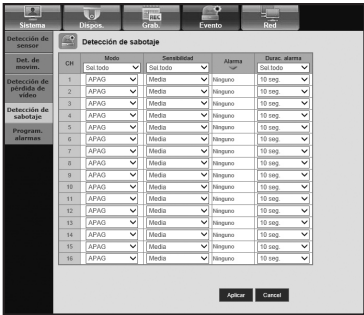 Sistema Dispos. Grab. Evento Red
REC
Detección de sensor
Det. de movim.
Detección de pérdida de vídeo
Detección de sabotaje
Program. alarmas
Detección de sabotaje
CH Modo Sensibilidad Alarma Durac. alarma
Sel.todo Sel.todo Sel.todo
1 APAG Media Ninguno 10 seg.
2 APAG Media Ninguno 10 seg.
3 APAG Media Ninguno 10 seg.
4 APAG Media Ninguno 10 seg.
5 APAG Media Ninguno 10 seg.
6 APAG Media Ninguno 10 seg.
7 APAG Media Ninguno 10 seg.
8 APAG Media Ninguno 10 seg.
9 APAG Media Ninguno 10 seg.
10 APAG Media Ninguno 10 seg.
11 APAG Media Ninguno 10 seg.
12 APAG Media Ninguno 10 seg.
13 APAG Media Ninguno 10 seg.
14 APAG Media Ninguno 10 seg.
15 APAG Media Ninguno 10 seg.
16 APAG Media Ninguno 10 seg.
Aplicar Cancel